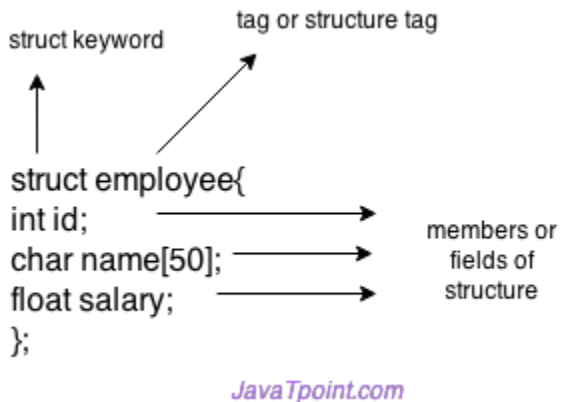 tag or structure tag
struct keyword
struct employee{
int id;
char name[50];
float salary;
};
members or
fields of
structure
JavaTpoint.com